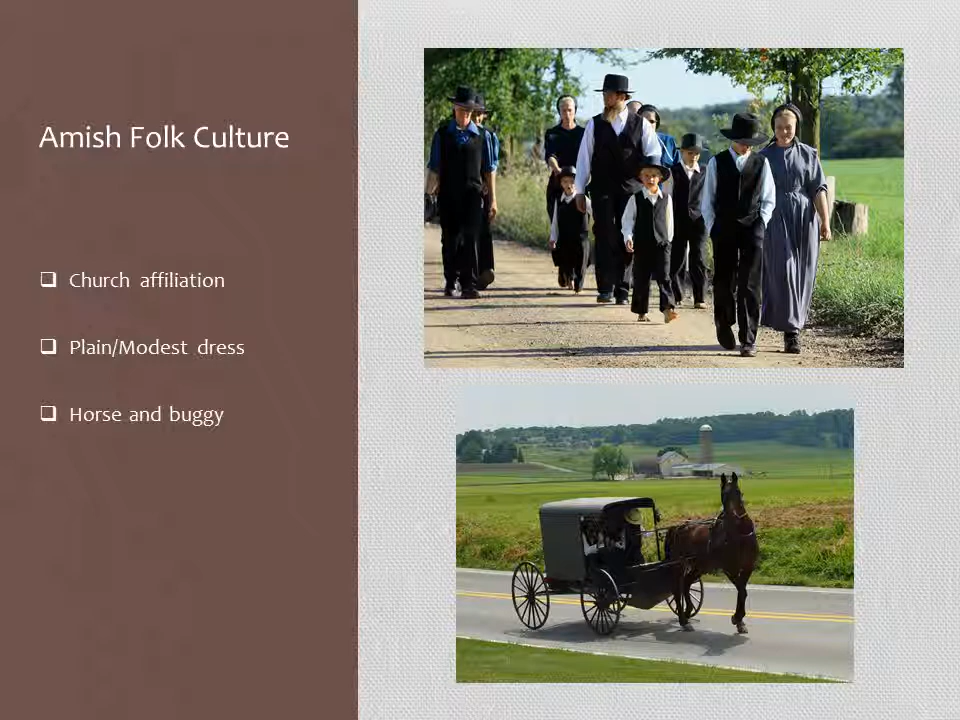 Amish Folk Culture
❑ Church affiliation
❑ Plain/Modest dress
❑ Horse and buggy